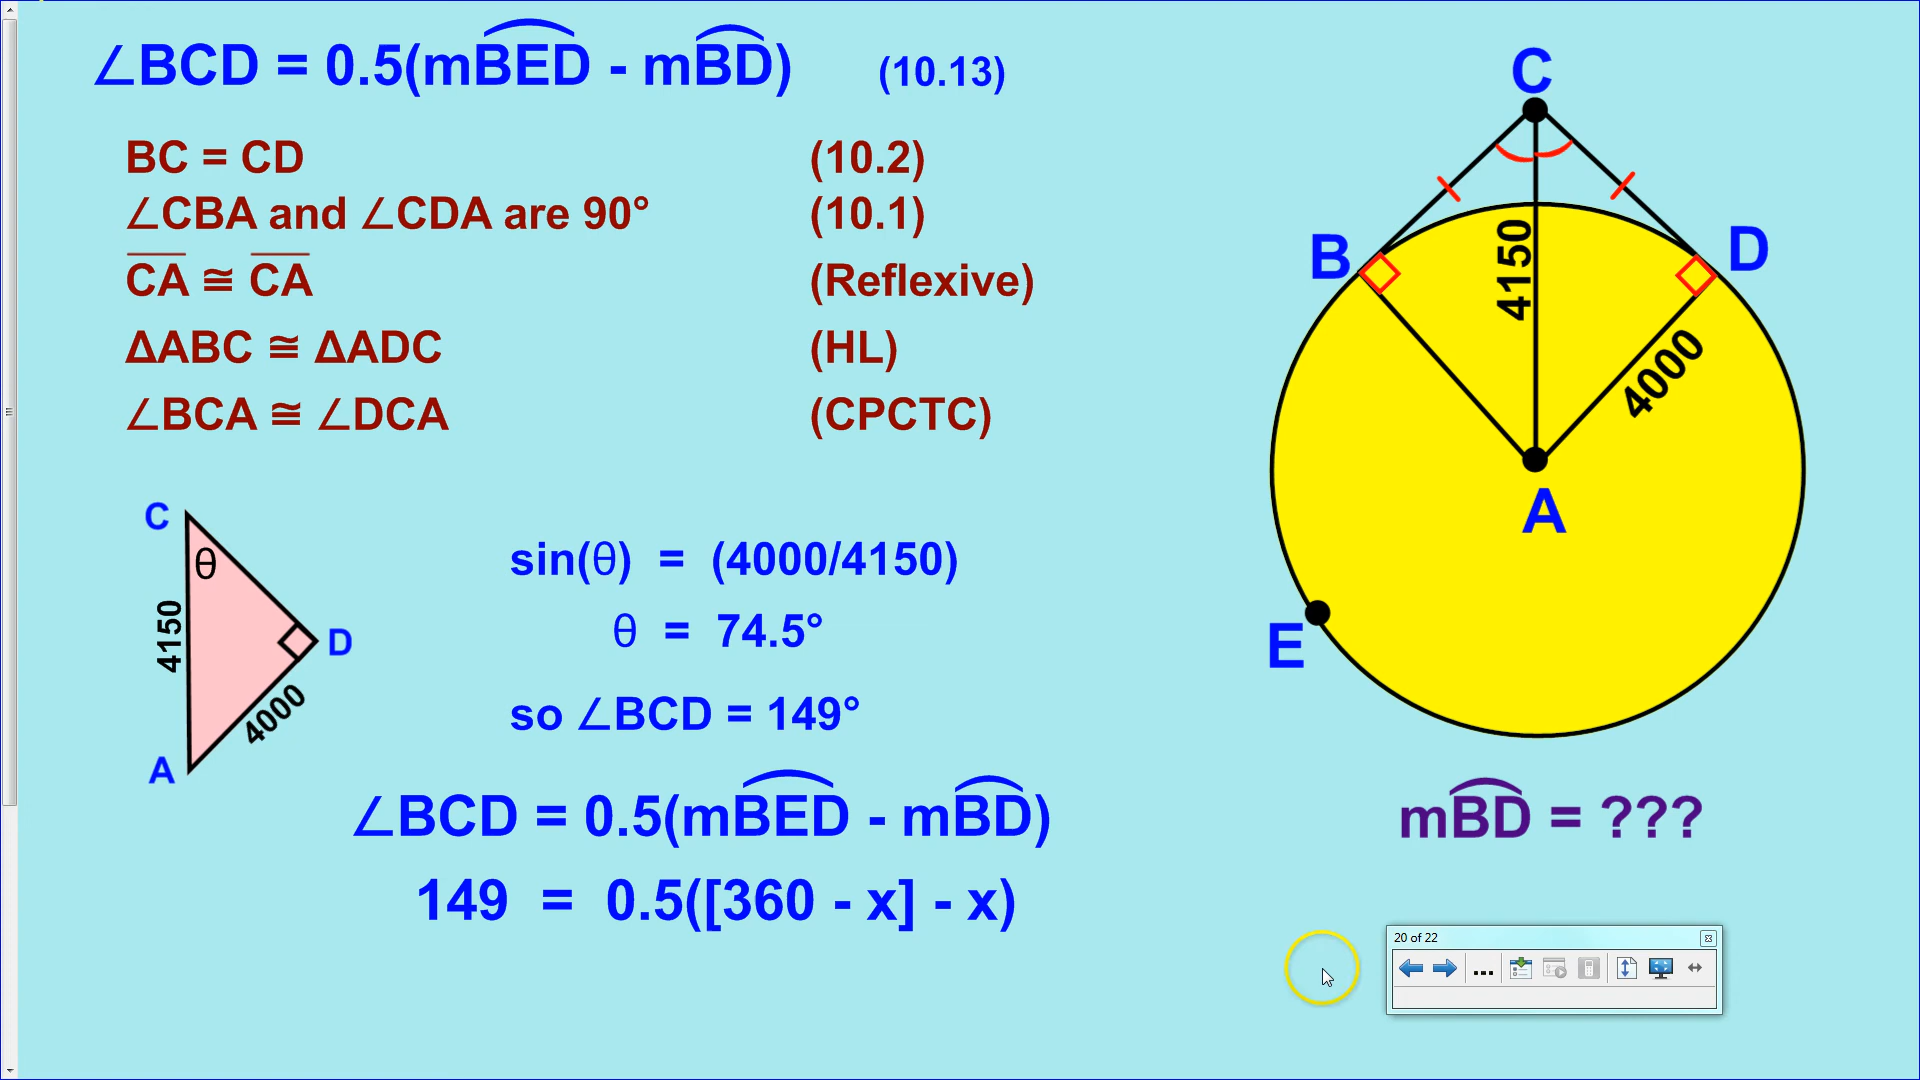 ∠BCD = 0.5(mBED - mBD) (10.13)
BC = CD (10.2)
∠CBA and ∠CDA are 90° (10.1)
CA ≅ CA (Reflexive)
ΔABC ≅ ΔADC (HL)
∠BCA ≅ ∠DCA (CPCTC)
C
B
D
4150
4000
A
E
C
θ
4150
D
4000
A
sin(θ) = (4000/4150)
θ = 74.5°
so ∠BCD = 149°
∠BCD = 0.5(mBED - mBD)
149 = 0.5([360 - x] - x)
mBD = ???
20 of 22